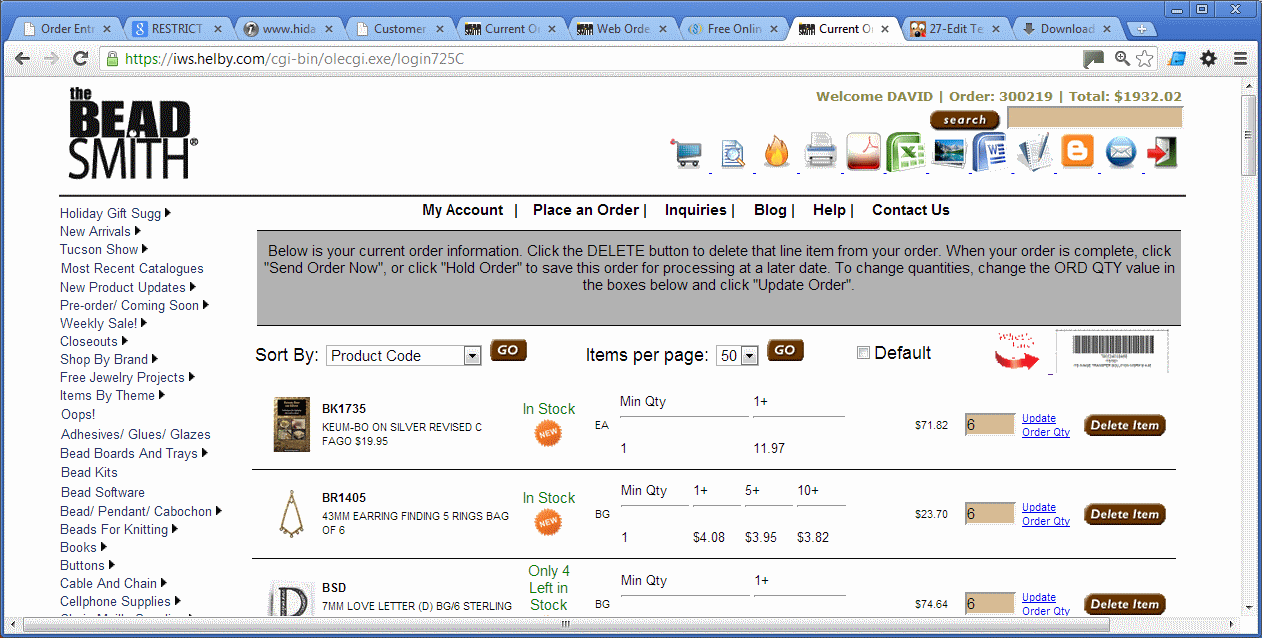 Order Entr
RESTRICT
www.hida
Customer
Current Or
Web Orde
Free Onlin
Current Or
27-Edit Te
Download
https://iws.helby.com/cgi-bin/olecgi.exe/login725C
the
BEAD
SMITH®
Welcome DAVID | Order: 300219 | Total: $1932.02
search
My Account | Place an Order | Inquiries | Blog | Help | Contact Us
Holiday Gift Sugg
New Arrivals
Tucson Show
Most Recent Catalogues
New Product Updates
Pre-order/ Coming Soon
Weekly Sale!
Closeouts
Shop By Brand
Free Jewelry Projects
Items By Theme
Oops!
Adhesives/ Glues/ Glazes
Bead Boards And Trays
Bead Kits
Bead Software
Bead/ Pendant/ Cabochon
Beads For Knitting
Books
Buttons
Cable And Chain
Cellphone Supplies
Below is your current order information. Click the DELETE button to delete that line item from your order. When your order is complete, click
"Send Order Now", or click "Hold Order" to save this order for processing at a later date. To change quantities, change the ORD QTY value in
the boxes below and click "Update Order".
Sort By: Product Code GO Items per page: 50 GO Default
BK1735
KEUM-BO ON SILVER REVISED C
FAGO $19.95
In Stock
NEW
Min Qty 1+
EA
1 11.97
$71.82 6 Update
Order Qty
Delete Item
BR1405
43MM EARRING FINDING 5 RINGS BAG
OF 6
In Stock
NEW
Min Qty 1+ 5+ 10+
BG
1 $4.08 $3.95 $3.82
$23.70 6 Update
Order Qty
Delete Item
D
BSD
7MM LOVE LETTER (D) BG/6 STERLING
Only 4
Left in
Stock
Min Qty 1+
BG
$74.64 6 Update
Order Qty
Delete Item